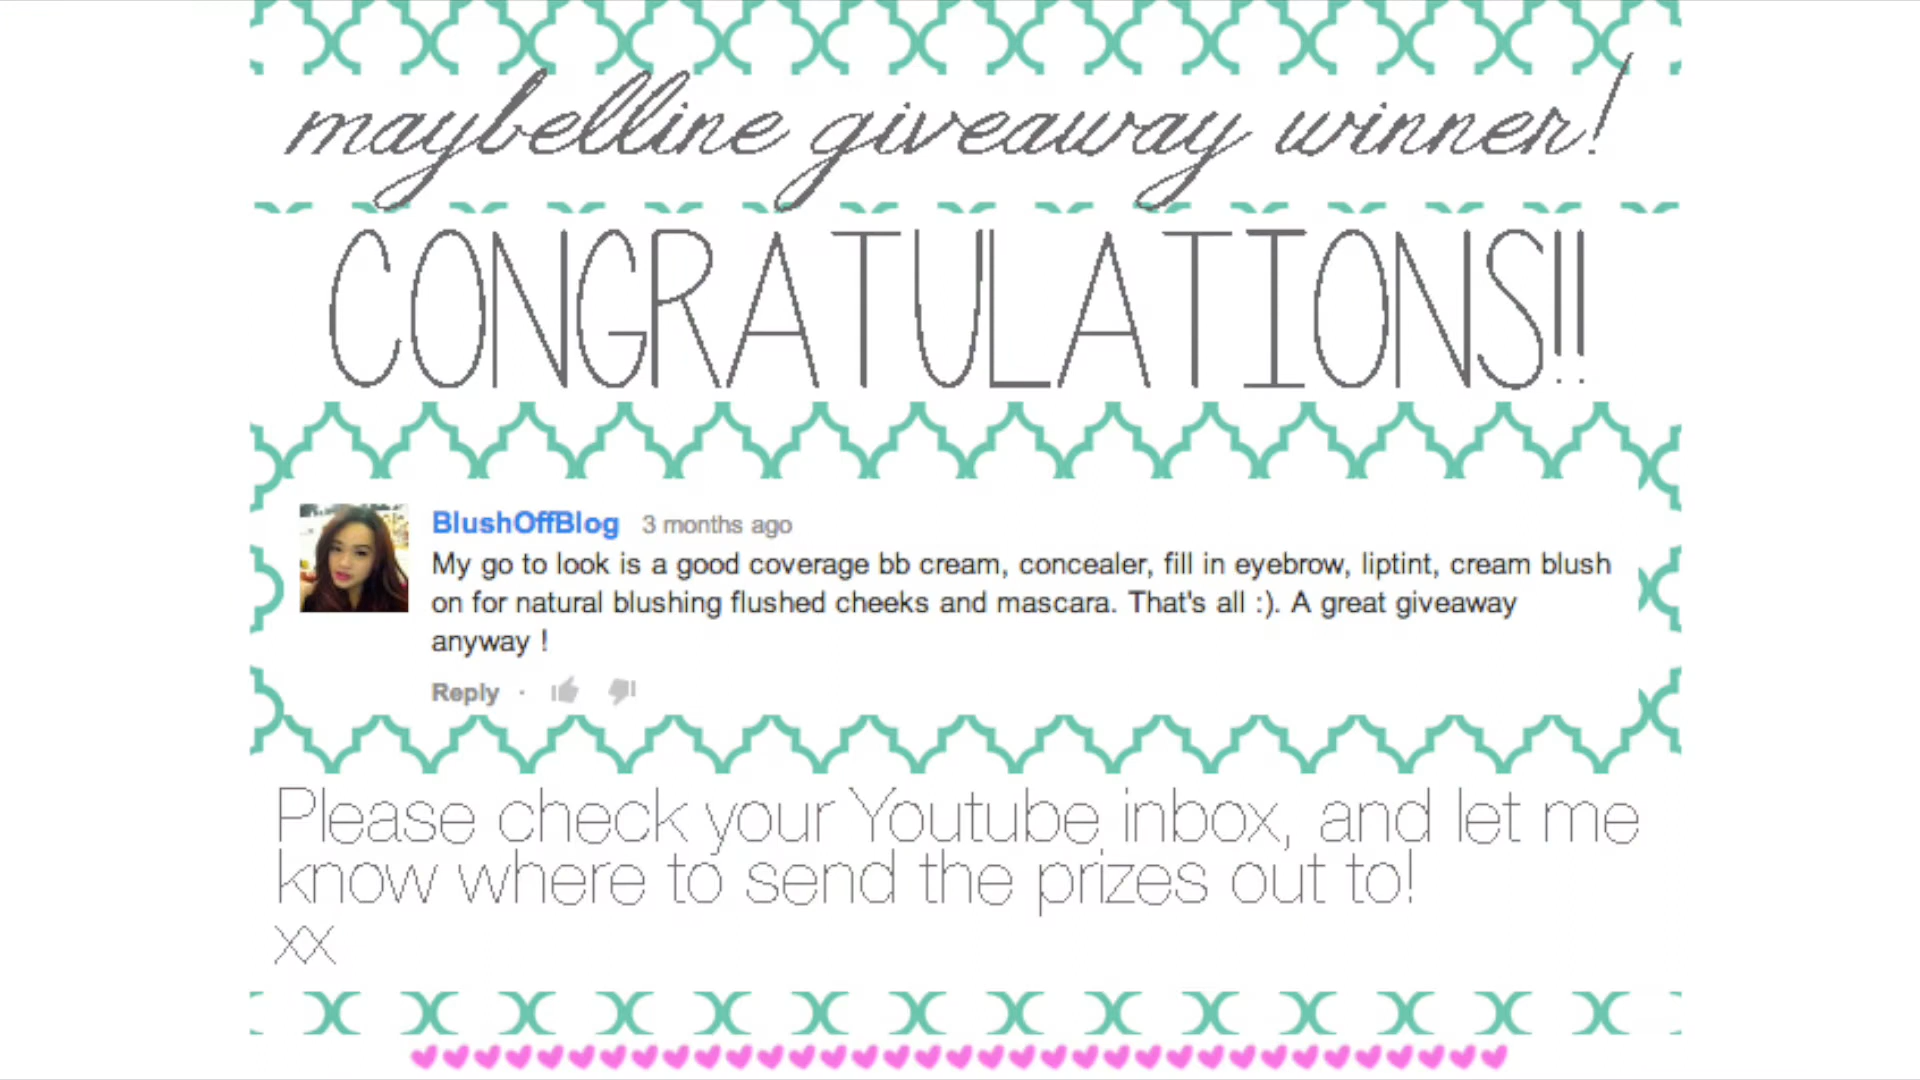 maybelline giveaway winner!
CONGRATULATIONS!!
BlushOffBlog 3 months ago
My go to look is a good coverage bb cream, concealer, fill in eyebrow, liptint, cream blush
on for natural blushing flushed cheeks and mascara. That's all :). A great giveaway
anyway !
Reply ·
Please check your Youtube inbox, and let me
know where to send the prizes out to!
xx